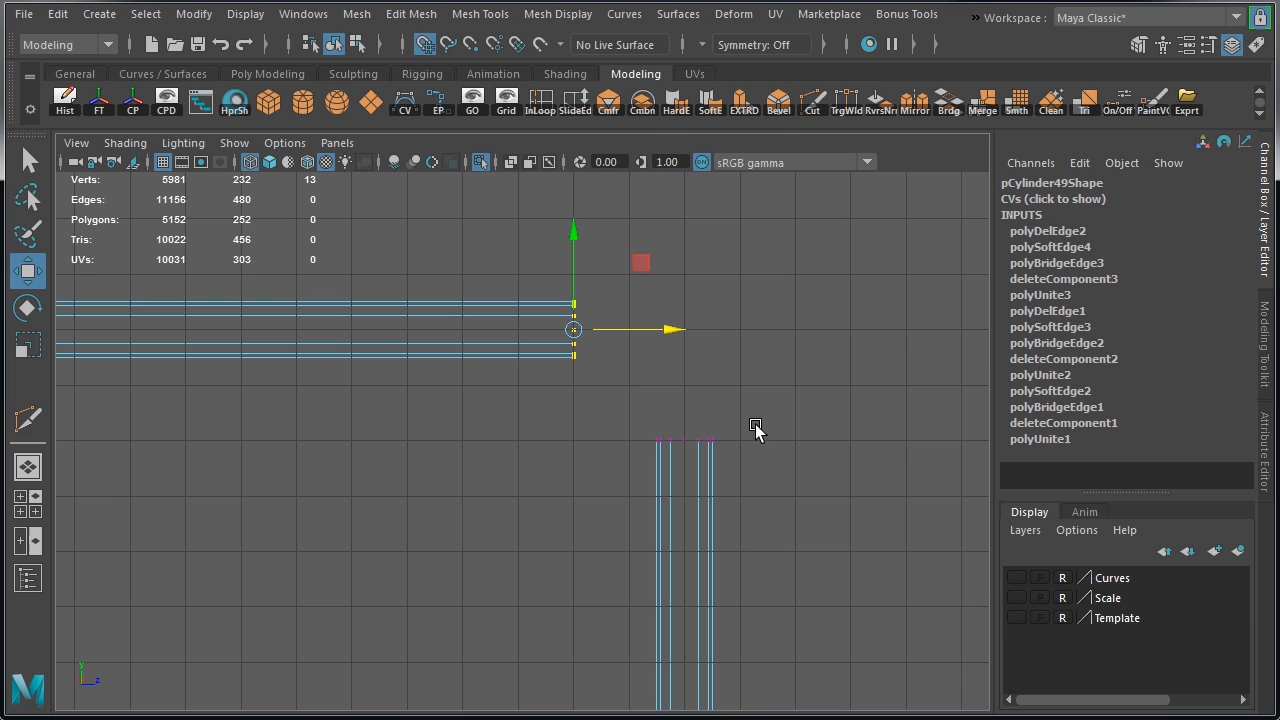 File Edit Create Select Modify Display Windows Mesh Edit Mesh Mesh Tools Mesh Display Curves Surfaces Deform UV Marketplace Bonus Tools » Workspace : Maya Classic*
Modeling No Live Surface Symmetry: Off
General Curves / Surfaces Poly Modeling Sculpting Rigging Animation Shading Modeling UVs
Hist FT CP CPD HprSh CV EP GO Grid InLoop SlideEd Cmfr Cmbn HardE SoftE EXTRD Bevel Cut TrgWld RvrsNr Mirror Brdg Merge Smth Clean Tri On/Off PaintVC Exprt
View Shading Lighting Show Options Panels
0.00 1.00 ON sRGB gamma
Verts: 5981 232 13
Edges: 11156 480 0
Polygons: 5152 252 0
Tris: 10022 456 0
UVs: 10031 303 0
y
z
Channels Edit Object Show
pCylinder49Shape
CVs (click to show)
INPUTS
polyDelEdge2
polySoftEdge4
polyBridgeEdge3
deleteComponent3
polyUnite3
polyDelEdge1
polySoftEdge3
polyBridgeEdge2
deleteComponent2
polyUnite2
polySoftEdge2
polyBridgeEdge1
deleteComponent1
polyUnite1
Display Anim
Layers Options Help
P R Curves
P R Scale
P R Template
Channel Box / Layer Editor
Modeling Toolkit
Attribute Editor
M